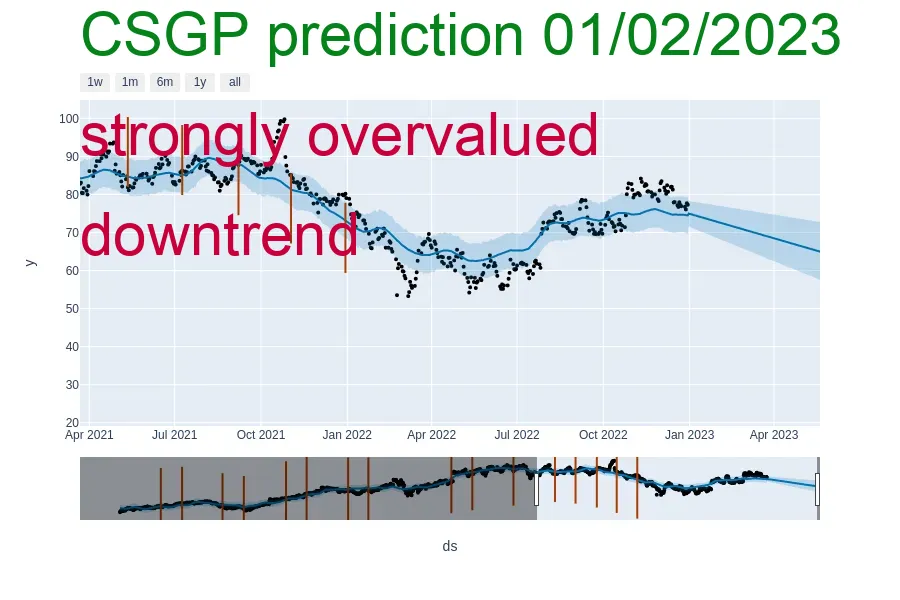 CSGP prediction 01/02/2023
1w 1m 6m 1y all
100
strongly overvalued
90
80
70
downtrend
y
60
50
40
30
20
Apr 2021 Jul 2021 Oct 2021 Jan 2022 Apr 2022 Jul 2022 Oct 2022 Jan 2023 Apr 2023
ds